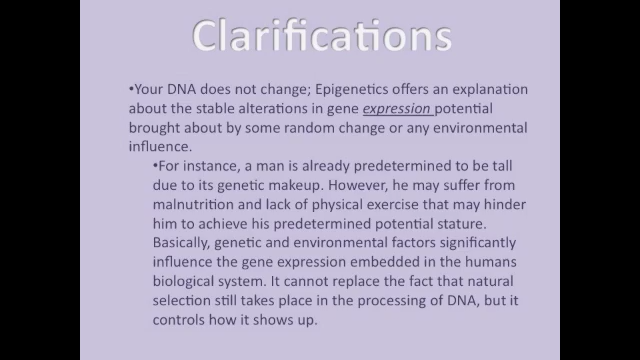 Clarifications
•Your DNA does not change; Epigenetics offers an explanation
about the stable alterations in gene expression potential
brought about by some random change or any environmental
influence.
•For instance, a man is already predetermined to be tall
due to its genetic makeup. However, he may suffer from
malnutrition and lack of physical exercise that may hinder
him to achieve his predetermined potential stature.
Basically, genetic and environmental factors significantly
influence the gene expression embedded in the humans
biological system. It cannot replace the fact that natural
selection still takes place in the processing of DNA, but it
controls how it shows up.